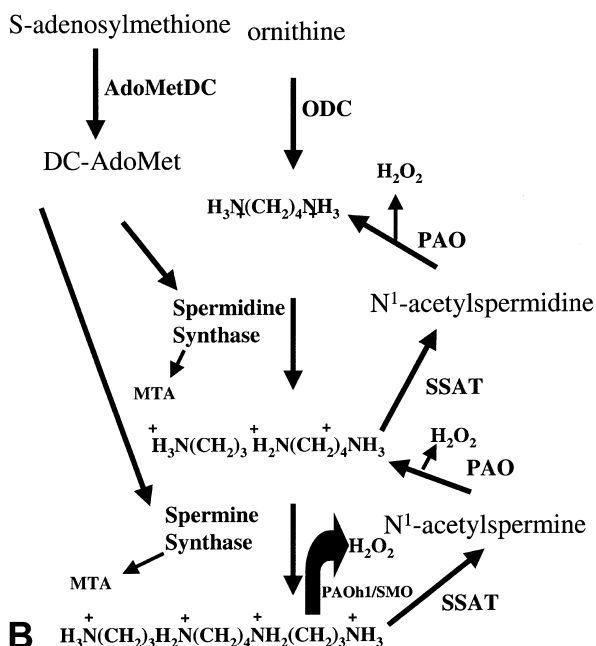 S-adenosylmethione ornithine
AdoMetDC
ODC
DC-AdoMet
H₂O₂
H₃N(CH₂)₄NH₃
+ +
PAO
N¹-acetylspermidine
Spermidine
Synthase
MTA
SSAT
+ + +
H₃N(CH₂)₃ H₂N(CH₂)₄NH₃
H₂O₂
PAO
Spermine
Synthase
N¹-acetylspermine
H₂O₂
MTA
PAOh1/SMO
SSAT
+ + + +
B H₃N(CH₂)₃H₂N(CH₂)₄NH₂(CH₂)₃NH₃